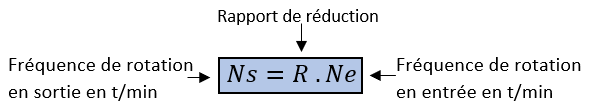 Rapport de réduction
Fréquence de rotation
en sortie en t/min
Ns = R . Ne
Fréquence de rotation
en entrée en t/min